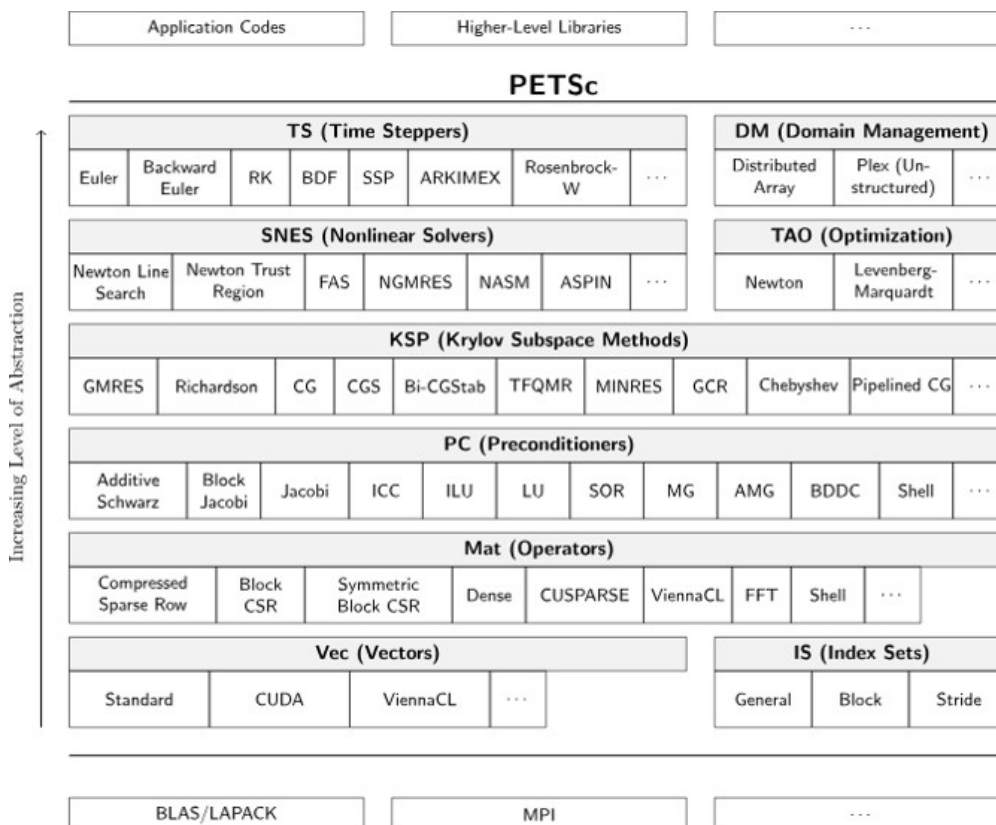 Application Codes
Higher-Level Libraries
...
PETSc
Increasing Level of Abstraction
TS (Time Steppers)
Euler
Backward
Euler
RK
BDF
SSP
ARKIMEX
Rosenbrock-
W
...
DM (Domain Management)
Distributed
Array
Plex (Un-
structured)
...
SNES (Nonlinear Solvers)
Newton Line
Search
Newton Trust
Region
FAS
NGMRES
NASM
ASPIN
...
TAO (Optimization)
Newton
Levenberg-
Marquardt
...
KSP (Krylov Subspace Methods)
GMRES
Richardson
CG
CGS
Bi-CGStab
TFQMR
MINRES
GCR
Chebyshev
Pipelined CG
...
PC (Preconditioners)
Additive
Schwarz
Block
Jacobi
Jacobi
ICC
ILU
LU
SOR
MG
AMG
BDDC
Shell
...
Mat (Operators)
Compressed
Sparse Row
Block
CSR
Symmetric
Block CSR
Dense
CUSPARSE
ViennaCL
FFT
Shell
...
Vec (Vectors)
Standard
CUDA
ViennaCL
...
IS (Index Sets)
General
Block
Stride
BLAS/LAPACK
MPI
...